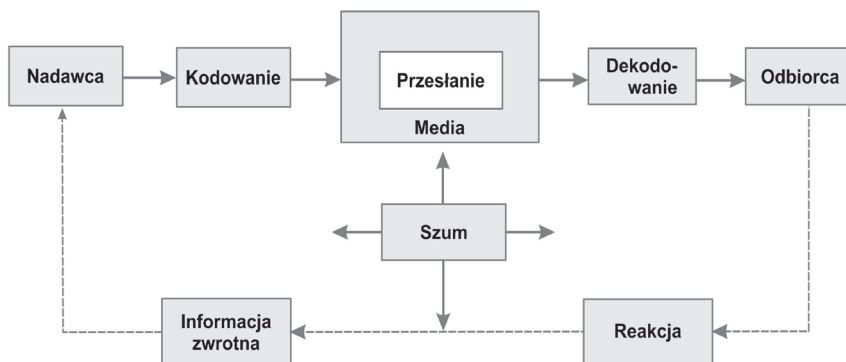 Nadawca
Kodowanie
Przesłanie
Media
Dekodo-
wanie
Odbiorca
Szum
Informacja
zwrotna
Reakcja